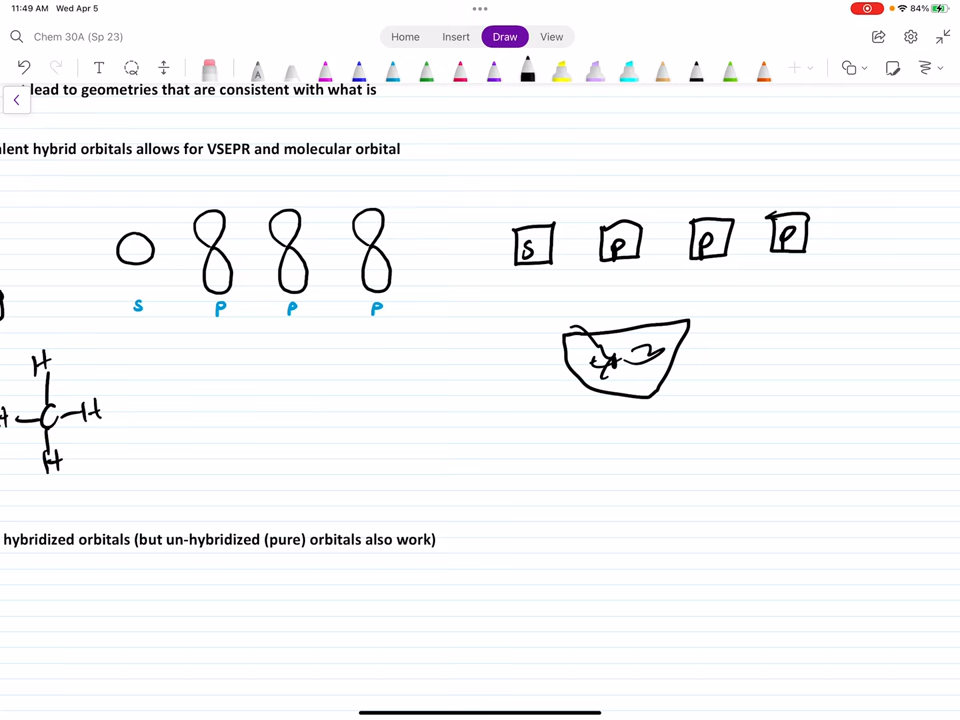 11:49 AM Wed Apr 5
84%
Chem 30A (Sp 23)
Home Insert Draw View
T
A
lead to geometries that are consistent with what is
alent hybrid orbitals allows for VSEPR and molecular orbital
S P P P
s p p p
H
H C H
H
hybridized orbitals (but un-hybridized (pure) orbitals also work)